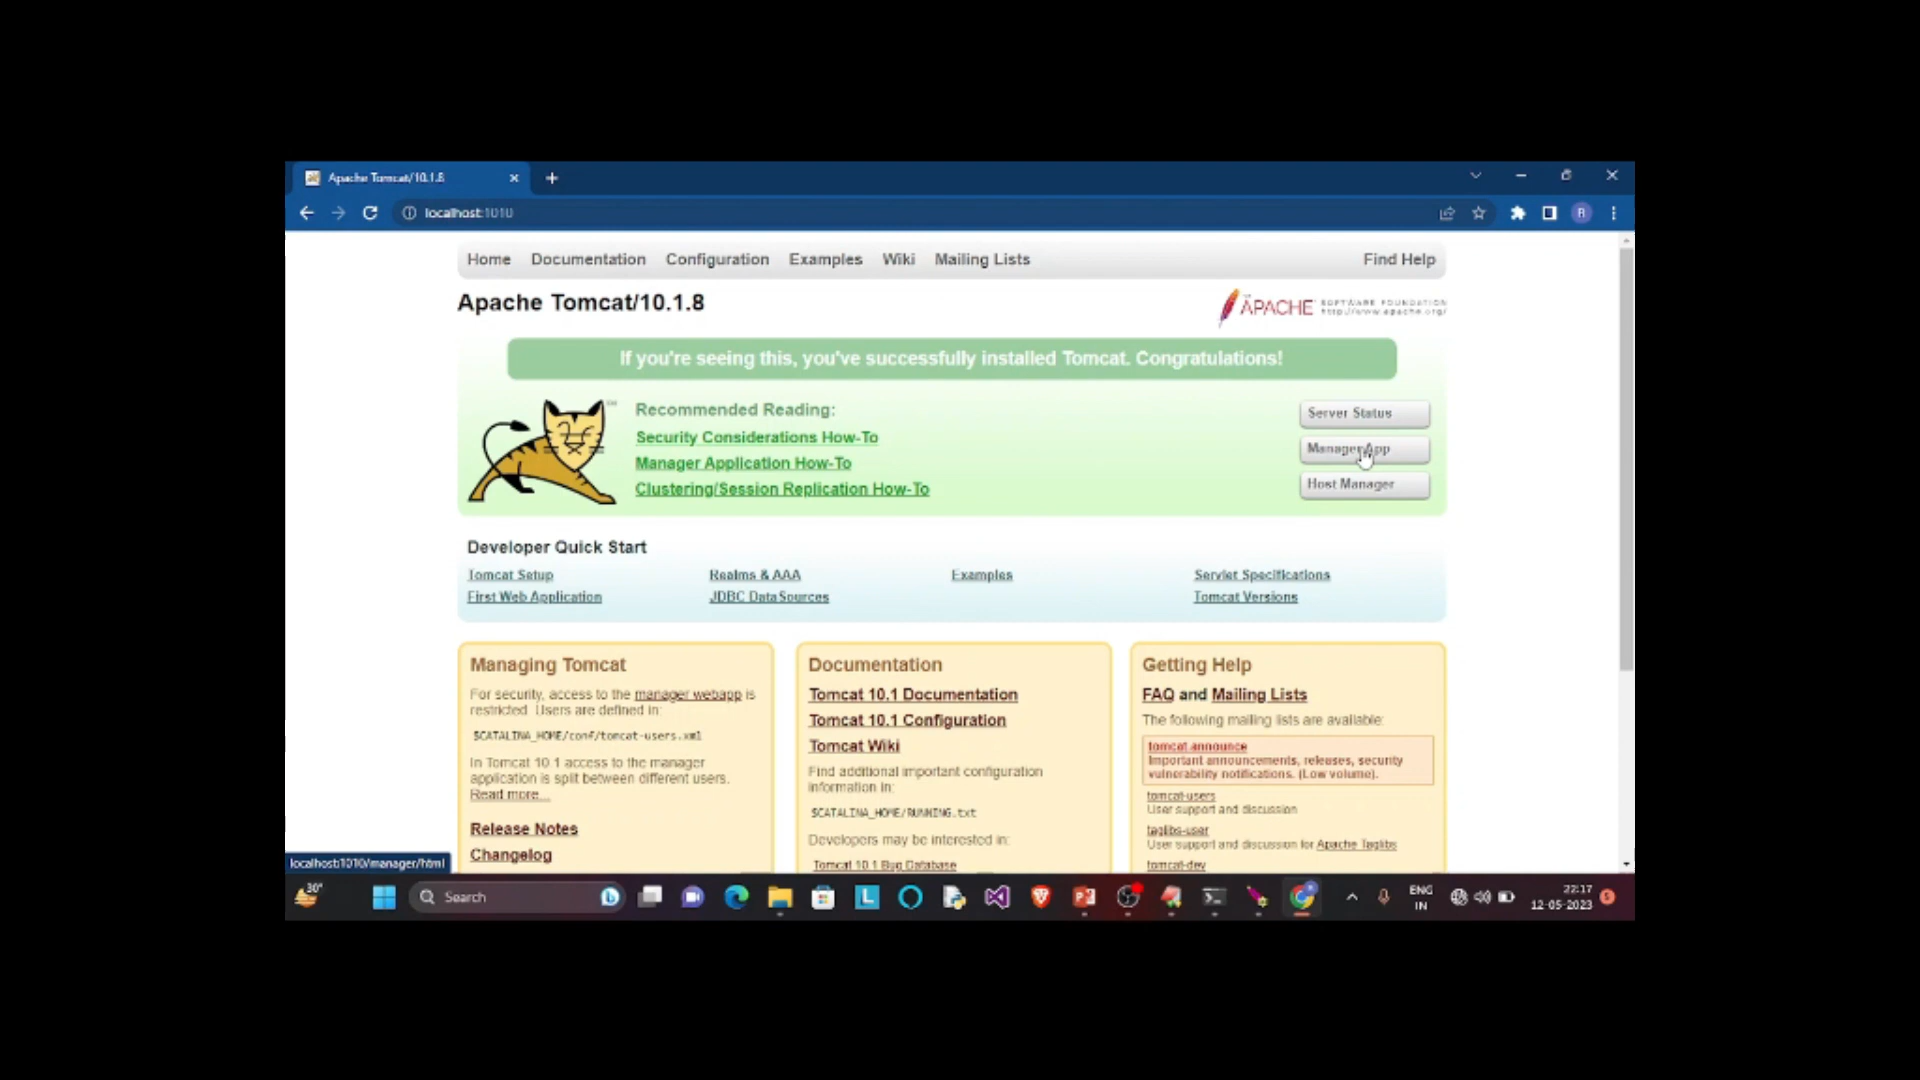 Apache Tomcat/10.1.8
localhost:1010
Home Documentation Configuration Examples Wiki Mailing Lists Find Help
Apache Tomcat/10.1.8
THE APACHE SOFTWARE FOUNDATION
http://www.apache.org/
If you're seeing this, you've successfully installed Tomcat. Congratulations!
TM
Recommended Reading:
Security Considerations How-To
Manager Application How-To
Clustering/Session Replication How-To
Server Status
Manager App
Host Manager
Developer Quick Start
Tomcat Setup
First Web Application
Realms & AAA
JDBC DataSources
Examples
Servlet Specifications
Tomcat Versions
Managing Tomcat
For security, access to the manager webapp is
restricted. Users are defined in:
$CATALINA_HOME/conf/tomcat-users.xml
In Tomcat 10.1 access to the manager
application is split between different users.
Read more...
Release Notes
Changelog
Documentation
Tomcat 10.1 Documentation
Tomcat 10.1 Configuration
Tomcat Wiki
Find additional important configuration
information in:
$CATALINA_HOME/RUNNING.txt
Developers may be interested in:
Tomcat 10.1 Bug Database
Getting Help
FAQ and Mailing Lists
The following mailing lists are available:
tomcat-announce
Important announcements, releases, security
vulnerability notifications. (Low volume).
tomcat-users
User support and discussion
taglibs-user
User support and discussion for Apache Taglibs
tomcat-dev
localhost:1010/manager/html
30°
Search
ENG
IN
22:17
12-05-2023